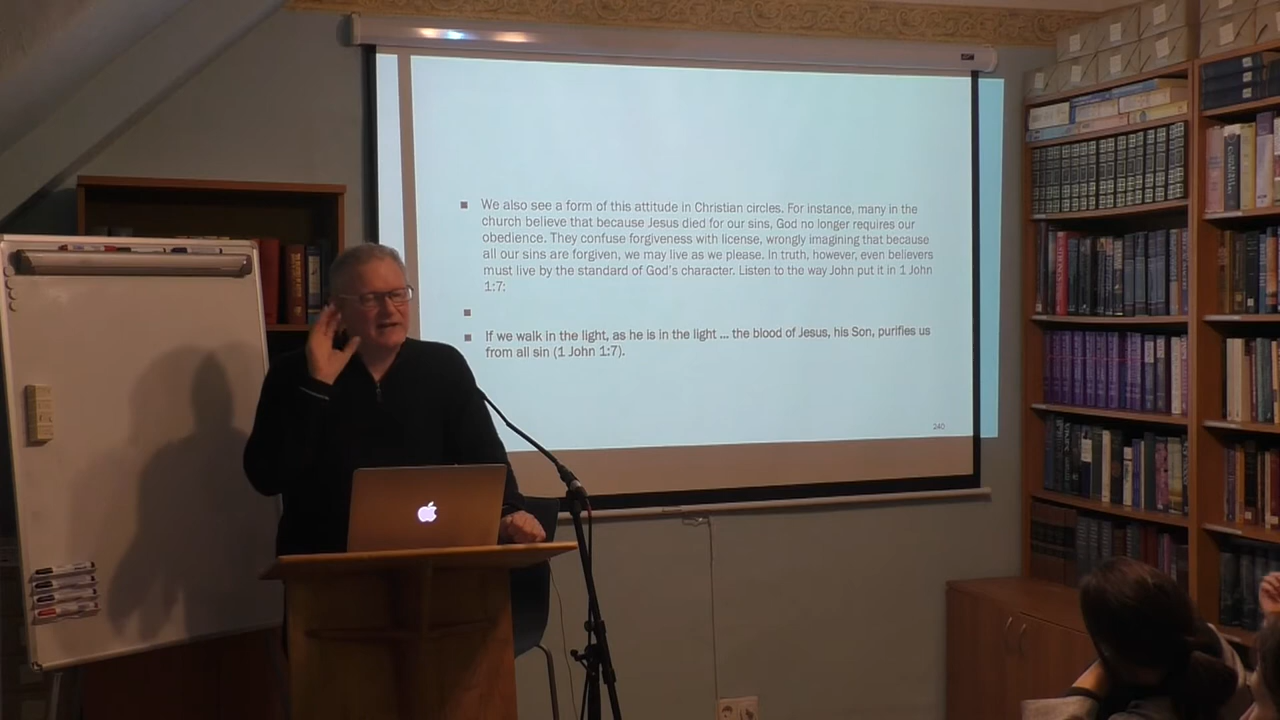 We also see a form of this attitude in Christian circles. For instance, many in the
church believe that because Jesus died for our sins, God no longer requires our
obedience. They confuse forgiveness with license, wrongly imagining that because
all our sins are forgiven, we may live as we please. In truth, however, even believers
must live by the standard of God's character. Listen to the way John put it in 1 John
1:7:
If we walk in the light, as he is in the light ... the blood of Jesus, his Son, purifies us
from all sin (1 John 1:7).
240